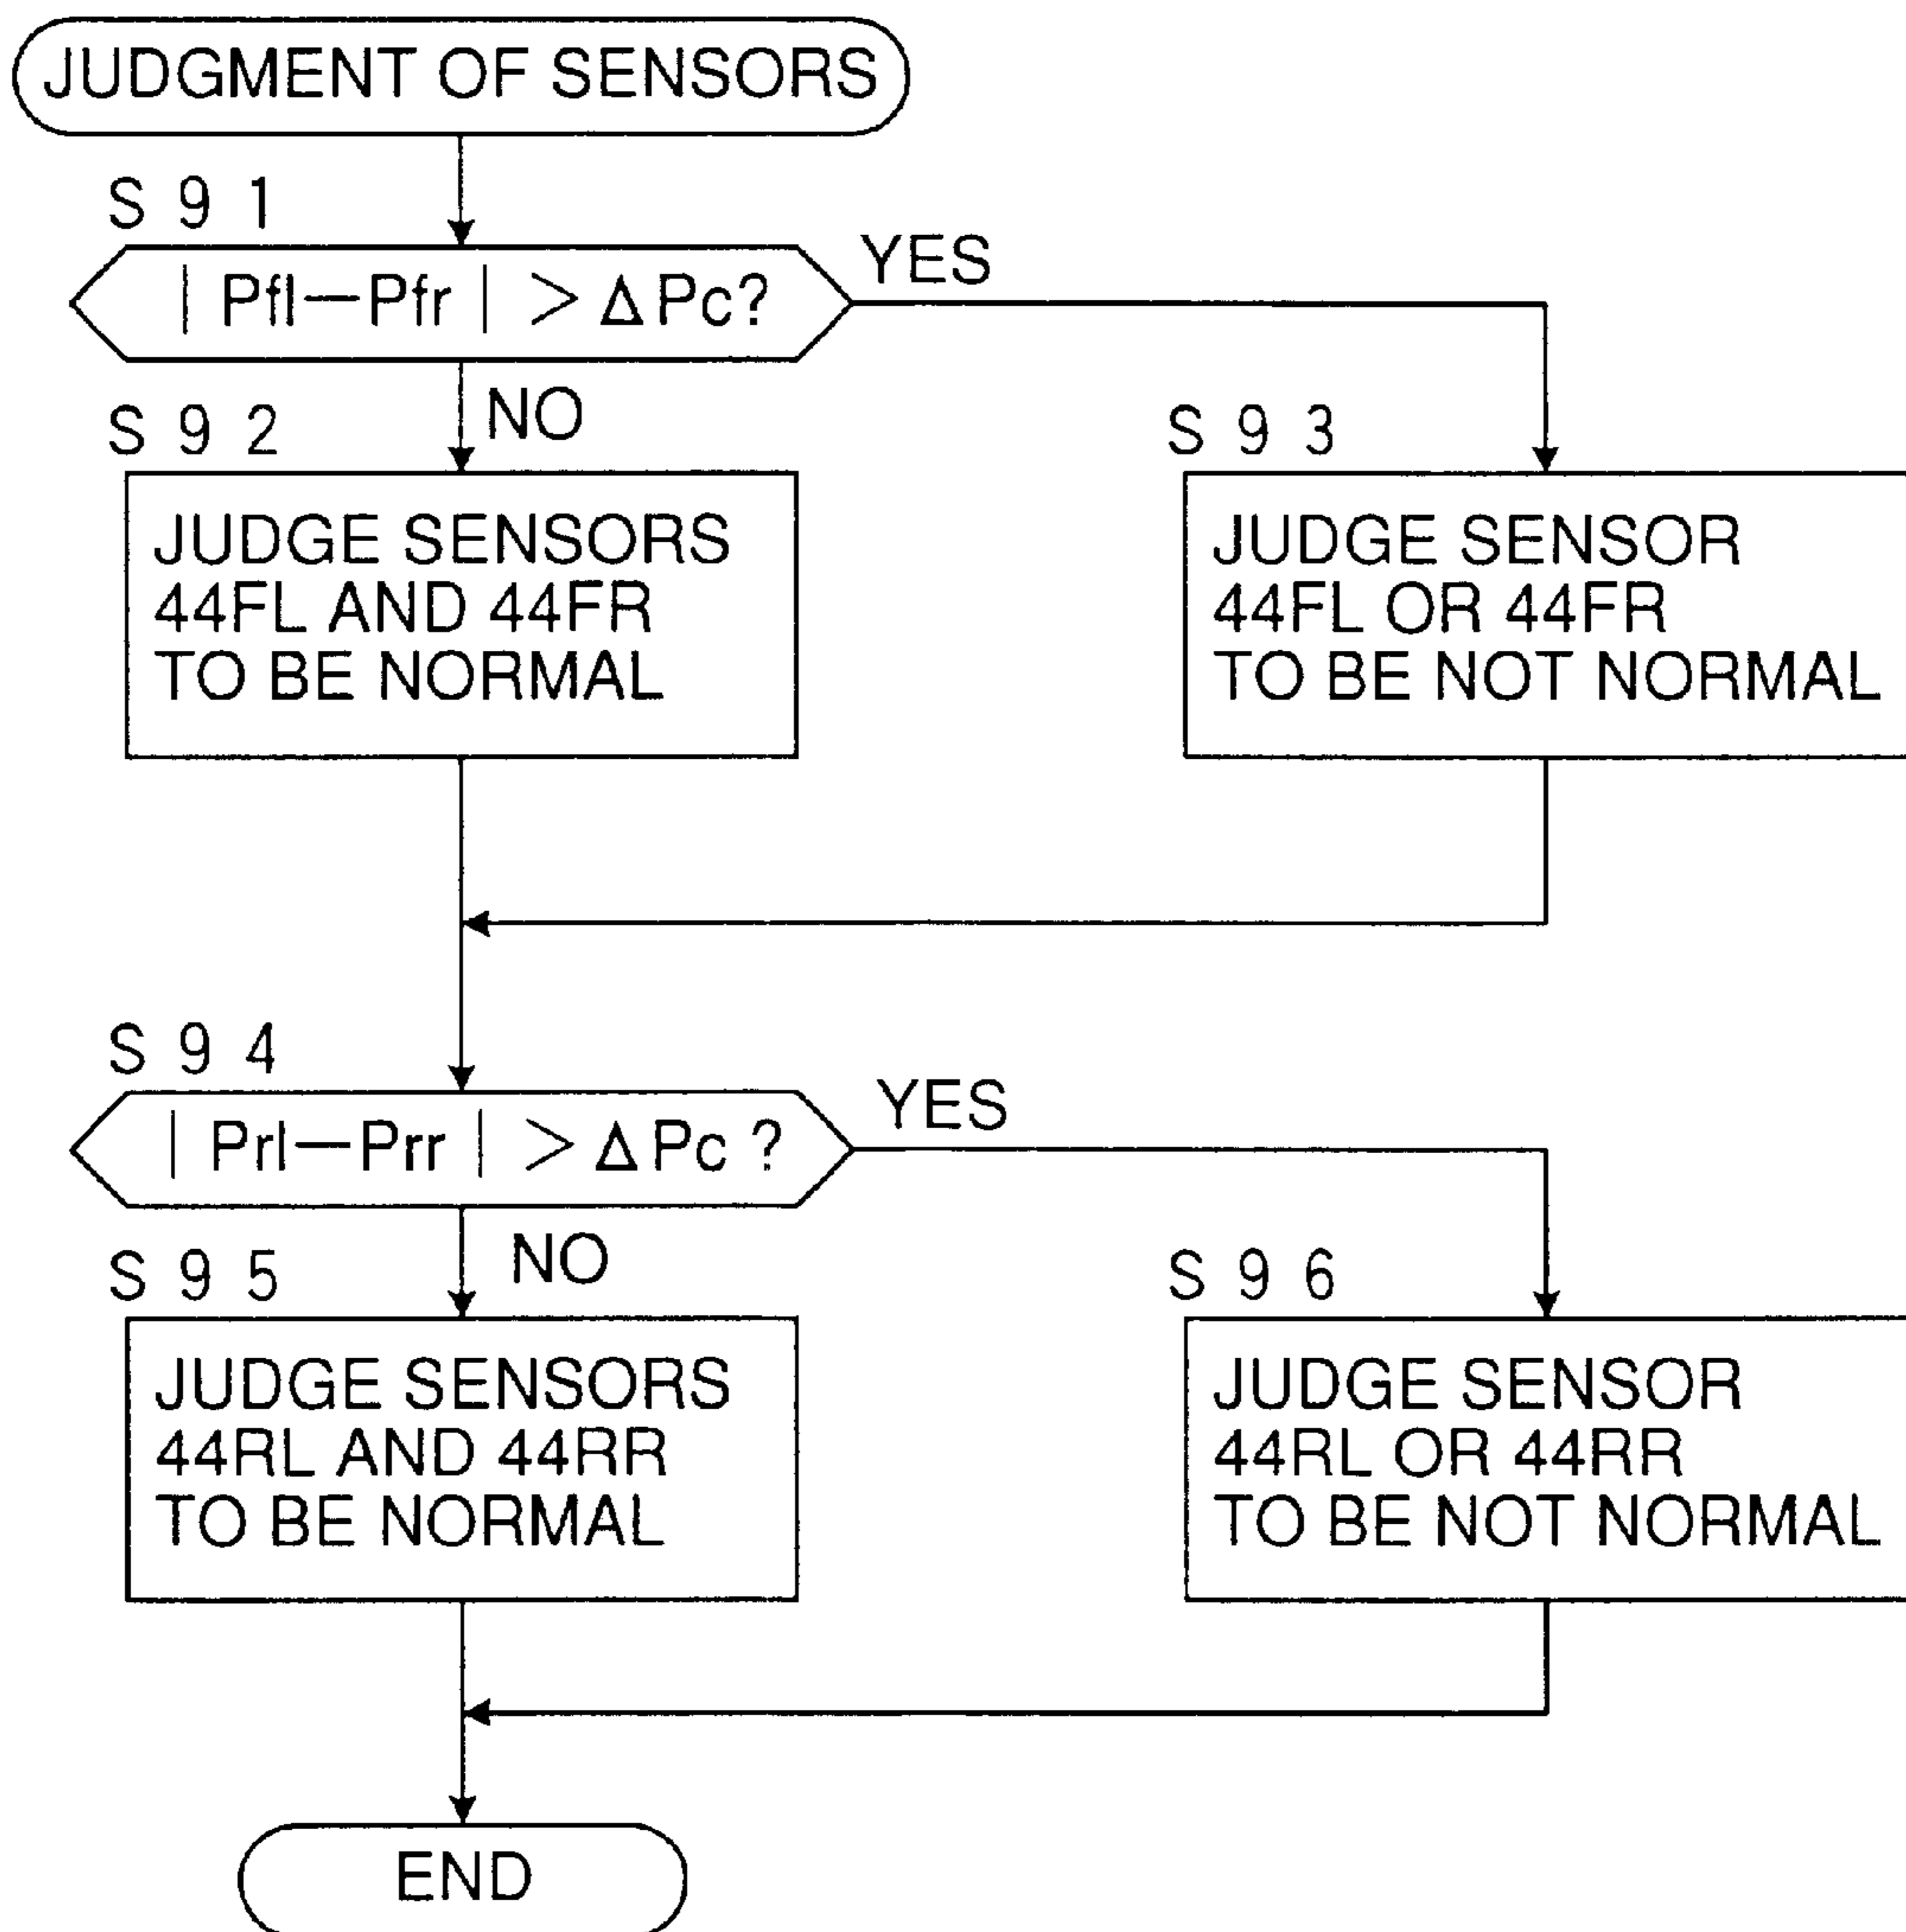 JUDGMENT OF SENSORS
S 9 1
| Pfl—Pfr | > Δ Pc?
YES
NO
S 9 2
JUDGE SENSORS
44FL AND 44FR
TO BE NORMAL
S 9 3
JUDGE SENSOR
44FL OR 44FR
TO BE NOT NORMAL
S 9 4
| Prl—Prr | > Δ Pc ?
YES
NO
S 9 5
JUDGE SENSORS
44RL AND 44RR
TO BE NORMAL
S 9 6
JUDGE SENSOR
44RL OR 44RR
TO BE NOT NORMAL
END